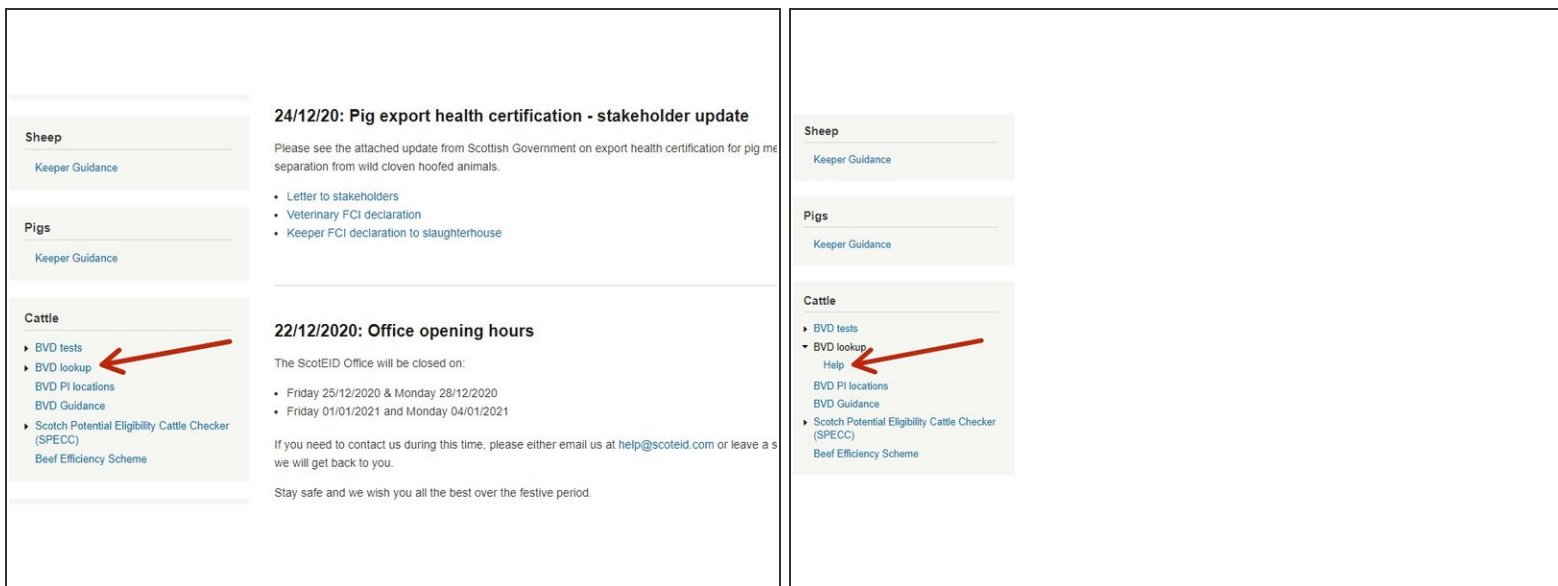 Sheep
Keeper Guidance
Pigs
Keeper Guidance
Cattle
BVD tests
BVD lookup
BVD PI locations
BVD Guidance
Scotch Potential Eligibility Cattle Checker
(SPECC)
Beef Efficiency Scheme
24/12/20: Pig export health certification - stakeholder update
Please see the attached update from Scottish Government on export health certification for pig me
separation from wild cloven hoofed animals.
• Letter to stakeholders
• Veterinary FCI declaration
• Keeper FCI declaration to slaughterhouse
22/12/2020: Office opening hours
The ScotEID Office will be closed on:
• Friday 25/12/2020 & Monday 28/12/2020
• Friday 01/01/2021 and Monday 04/01/2021
If you need to contact us during this time, please either email us at help@scoteid.com or leave a s
we will get back to you.
Stay safe and we wish you all the best over the festive period.
Sheep
Keeper Guidance
Pigs
Keeper Guidance
Cattle
BVD tests
BVD lookup
Help
BVD PI locations
BVD Guidance
Scotch Potential Eligibility Cattle Checker
(SPECC)
Beef Efficiency Scheme